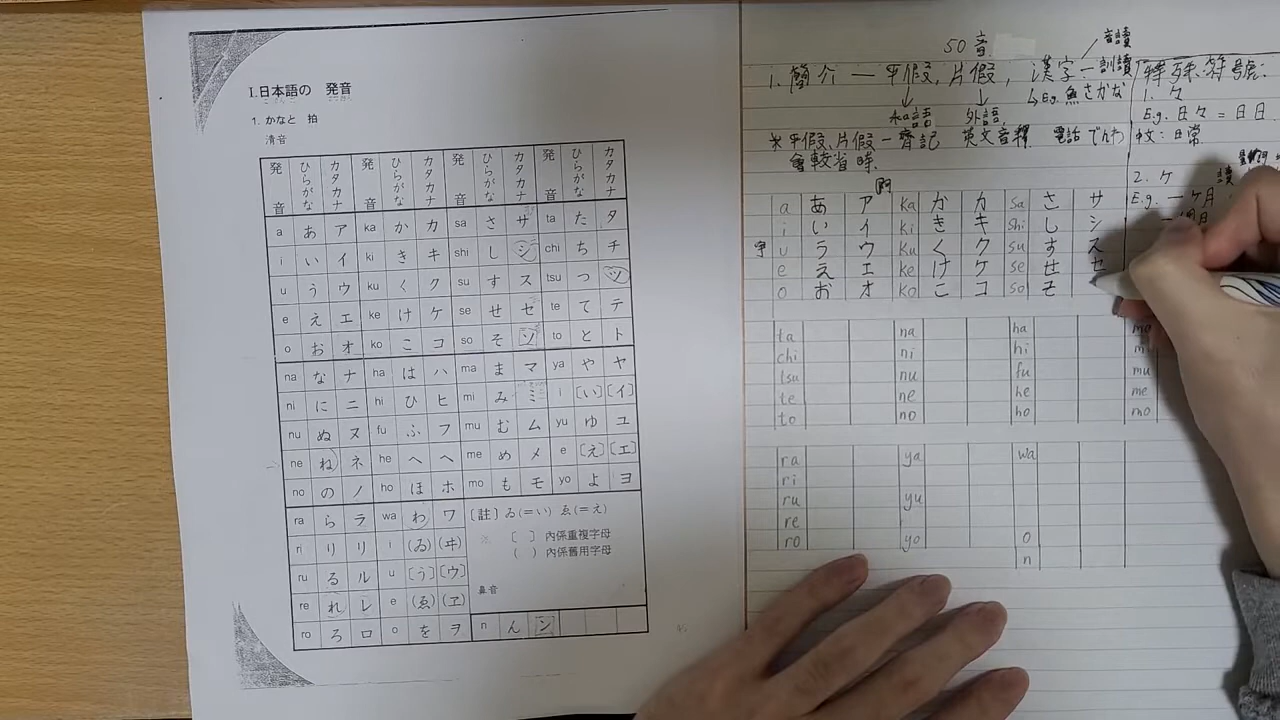 I.日本語の 発音
1. かなと 拍
清音
発音 ひらがな カタカナ 発音 ひらがな カタカナ 発音 ひらがな カタカナ 発音 ひらがな カタカナ
a あ ア ka か カ sa さ サ ta た タ
i い イ ki き キ shi し シ chi ち チ
u う ウ ku く ク su す ス tsu つ ツ
e え エ ke け ケ se せ セ te て テ
o お オ ko こ コ so そ ソ to と ト
na な ナ ha は ハ ma ま マ ya や ヤ
ni に ニ hi ひ ヒ mi み ミ i [い] [イ]
nu ぬ ヌ fu ふ フ mu む ム yu ゆ ユ
ne ね ネ he へ ヘ me め メ e [え] [エ]
no の ノ ho ほ ホ mo も モ yo よ ヨ
ra ら ラ wa わ ワ [註] ゐ(=い) ゑ(=え)
ri り リ i (ゐ) (ヰ) [ ] 内係重複字母
ru る ル u [う] [ウ] ( ) 内係舊用字母
re れ レ e (ゑ) (ヱ) 鼻音
ro ろ ロ o を ヲ n ん ン
50音
音讀
1. 簡介 — 平假, 片假, 漢字 — 訓讀
↳ E.g. 魚さかな
外語
*平假、片假一齊記 英文音釋 電話 でんわ
會較省時.
特殊符號:
1. 々
E.g. 日々 = 日日
中文: 日常
2. ケ
E.g. 一ケ月
a あ ア ka か カ sa さ サ
i い イ ki き キ shi し シ
u う ウ ku く ク su す ス
e え エ ke け ケ se せ セ
o お オ ko こ コ so そ
ta na ha
chi ni hi
tsu nu fu mu
te ne he me
to no ho mo
ra ya wa
ri
ru yu
re
ro yo o
n